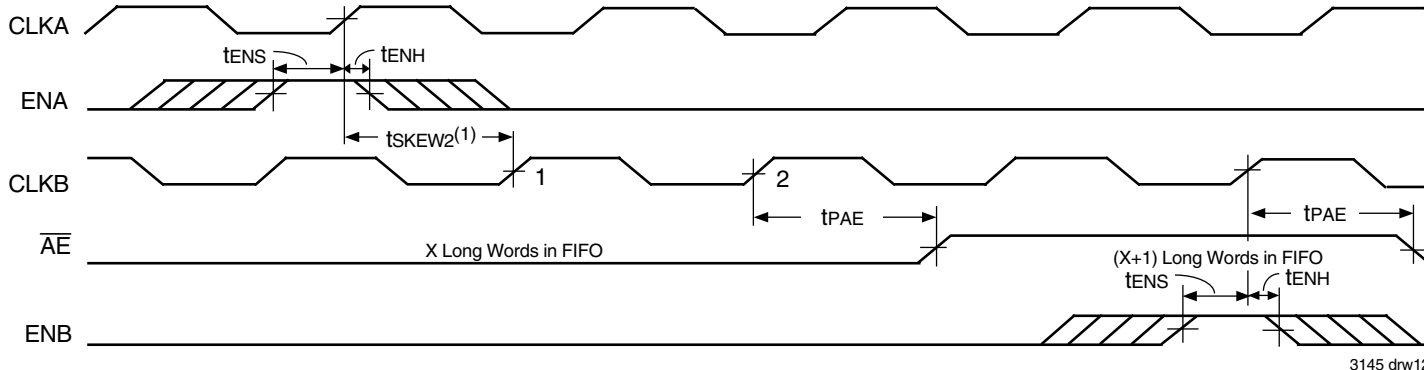 CLKA
tENS
tENH
ENA
tSKEW2(1)
CLKB
1
2
tPAE
tPAE
AE
X Long Words in FIFO
(X+1) Long Words in FIFO
tENS
tENH
ENB
3145 drw12